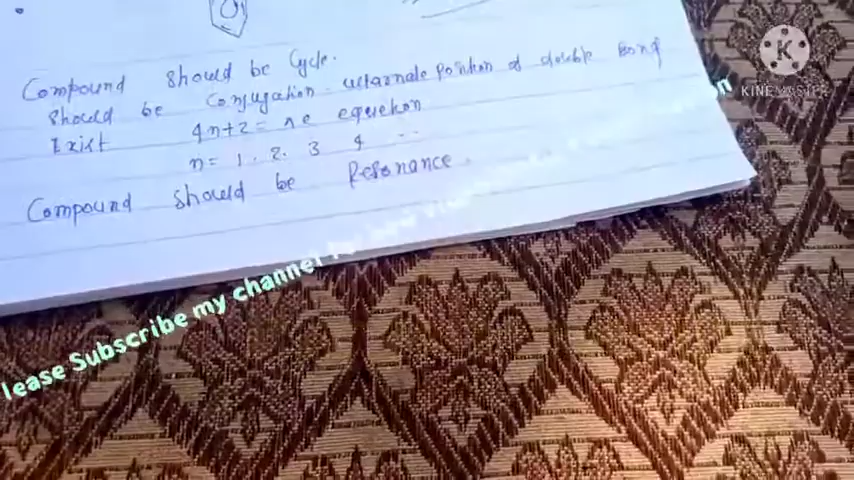 Compound should be Cycle.
should be Conjugation. alternate Position of double Bond
Exist 4n+2 = πe equetion
n= 1. 2. 3 4 ..
Compound should be Resonance
lease Subscribe my channel
K
KINEMASTER